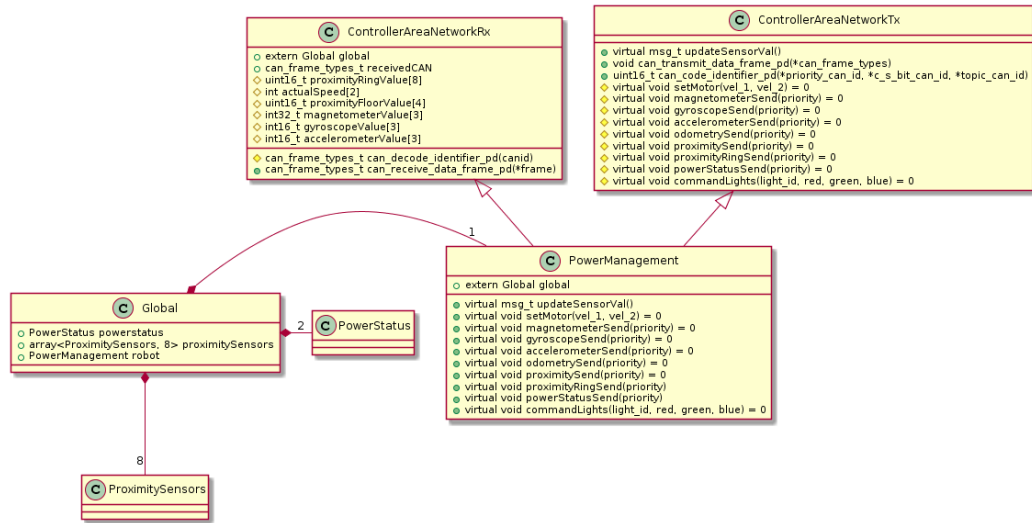 C ControllerAreaNetworkRx
extern Global global
can_frame_types_t receivedCAN
uint16_t proximityRingValue[8]
int actualSpeed[2]
uint16_t proximityFloorValue[4]
int32_t magnetometerValue[3]
int16_t gyroscopeValue[3]
int16_t accelerometerValue[3]
can_frame_types_t can_decode_identifier_pd(canid)
can_frame_types_t can_receive_data_frame_pd(*frame)
C ControllerAreaNetworkTx
virtual msg_t updateSensorVal()
void can_transmit_data_frame_pd(*can_frame_types)
uint16_t can_code_identifier_pd(*priority_can_id, *c_s_bit_can_id, *topic_can_id)
virtual void setMotor(vel_1, vel_2) = 0
virtual void magnetometerSend(priority) = 0
virtual void gyroscopeSend(priority) = 0
virtual void accelerometerSend(priority) = 0
virtual void odometrySend(priority) = 0
virtual void proximitySend(priority) = 0
virtual void proximityRingSend(priority) = 0
virtual void powerStatusSend(priority) = 0
virtual void commandLights(light_id, red, green, blue) = 0
1
C PowerManagement
extern Global global
virtual msg_t updateSensorVal()
virtual void setMotor(vel_1, vel_2) = 0
virtual void magnetometerSend(priority) = 0
virtual void gyroscopeSend(priority) = 0
virtual void accelerometerSend(priority) = 0
virtual void odometrySend(priority) = 0
virtual void proximitySend(priority) = 0
virtual void proximityRingSend(priority)
virtual void powerStatusSend(priority)
virtual void commandLights(light_id, red, green, blue) = 0
C Global
PowerStatus powerstatus
array<ProximitySensors, 8> proximitySensors
PowerManagement robot
2
C PowerStatus
8
C ProximitySensors